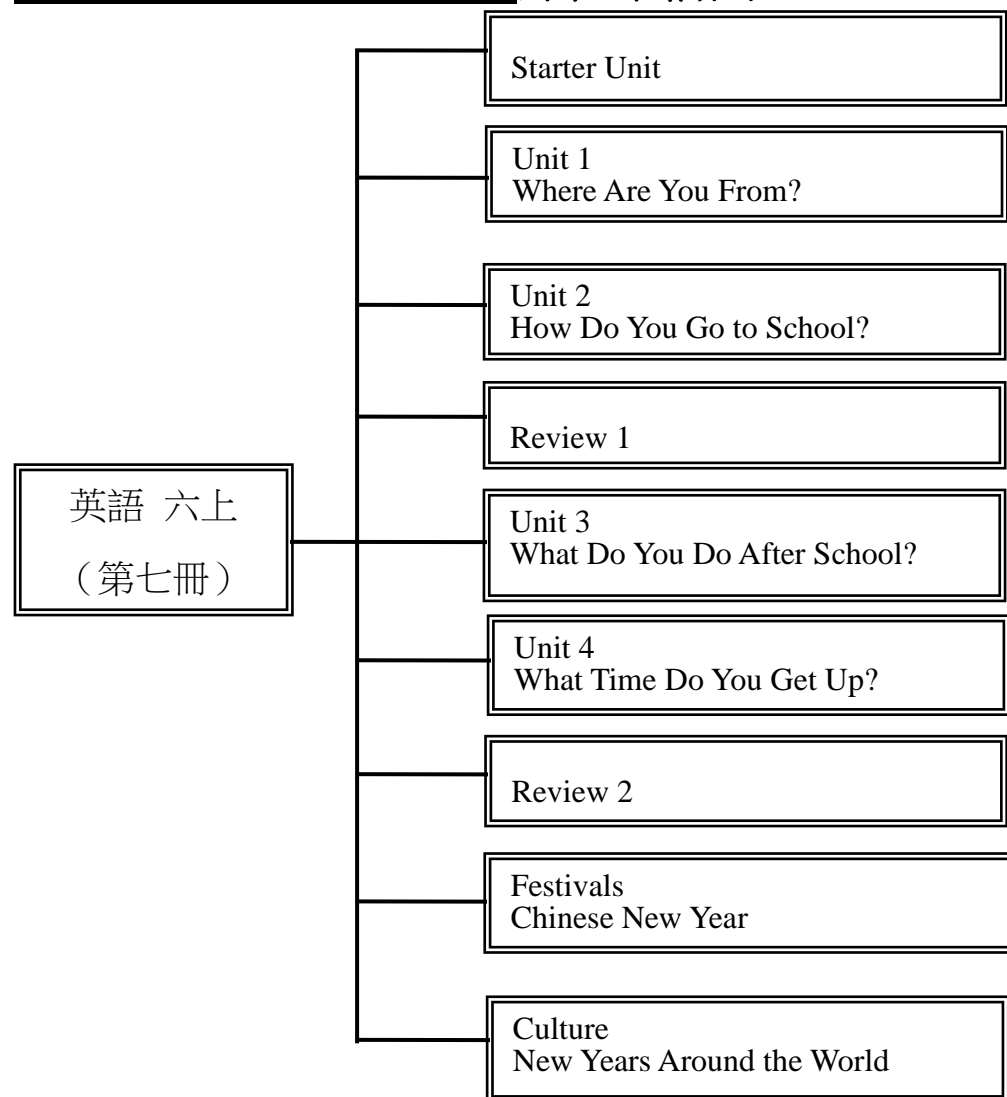 Starter Unit
Unit 1
Where Are You From?
Unit 2
How Do You Go to School?
Review 1
英語 六上
（第七冊）
Unit 3
What Do You Do After School?
Unit 4
What Time Do You Get Up?
Review 2
Festivals
Chinese New Year
Culture
New Years Around the World